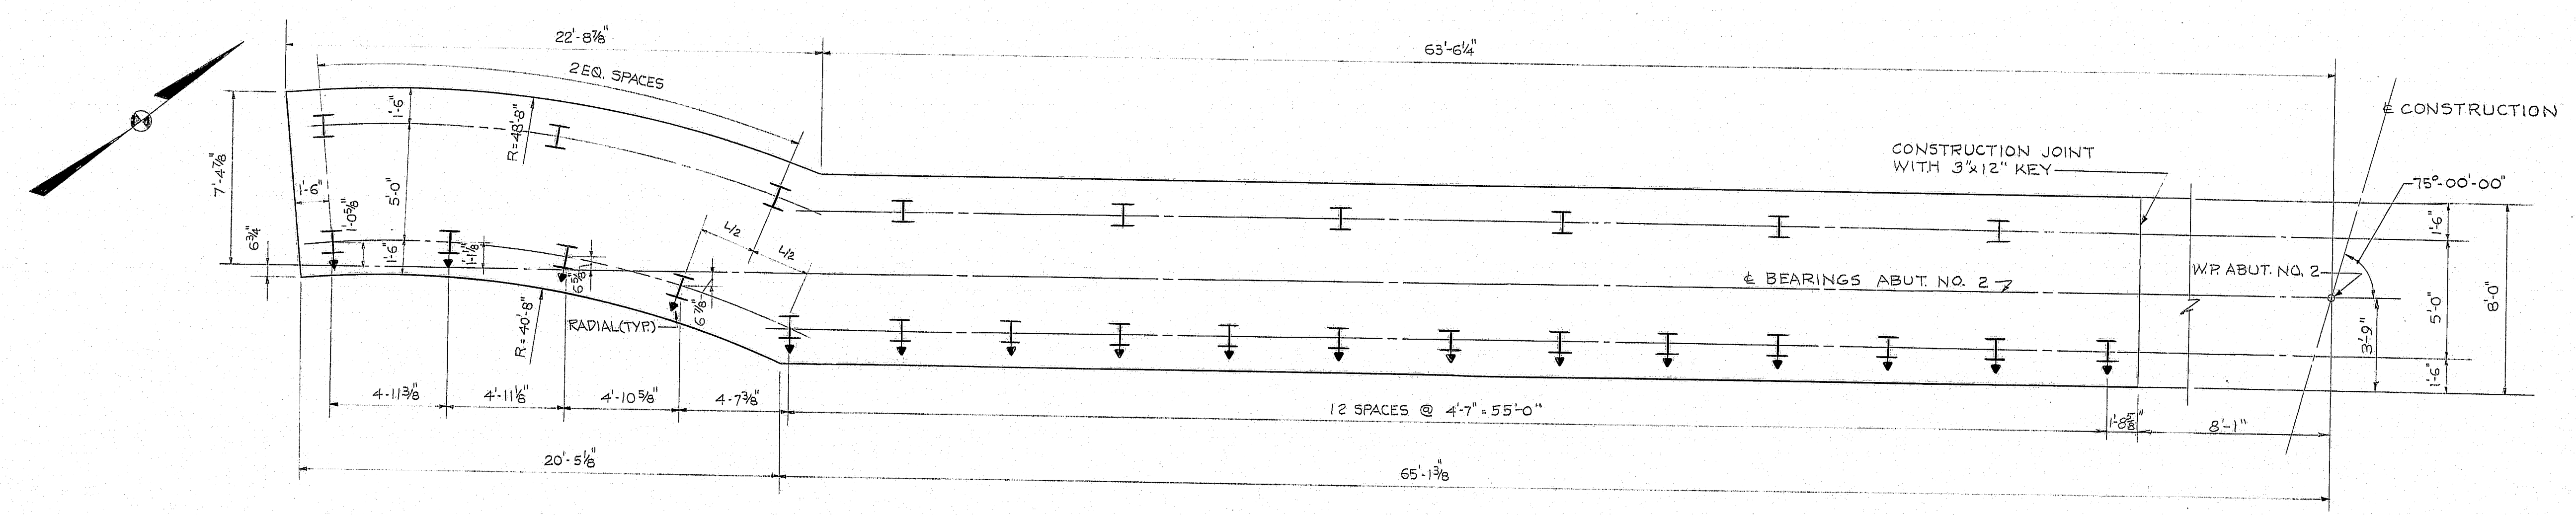 22'-8⅞"
63'-6¼"
2 EQ. SPACES
℄ CONSTRUCTION
CONSTRUCTION JOINT
WITH 3"x12" KEY
75°-00'-00"
1'-6"
R=48'-8"
7'-4⅞"
1'-6"
5'-0"
1'-0⅝"
6¾"
1'-6"
1'-1⅛"
6⅝"
L/2
L/2
6⅞"
℄ BEARINGS ABUT. NO. 2
W.P. ABUT. NO. 2
1'-6"
5'-0"
8'-0"
3'-9"
1'-6"
R=40'-8"
RADIAL(TYP.)
4-11⅜"
4'-11⅛"
4'-10⅝"
4-7⅜"
12 SPACES @ 4'-7" = 55'-0"
1'-8⅝"
8'-1"
20'-5⅛"
65'-1⅜"